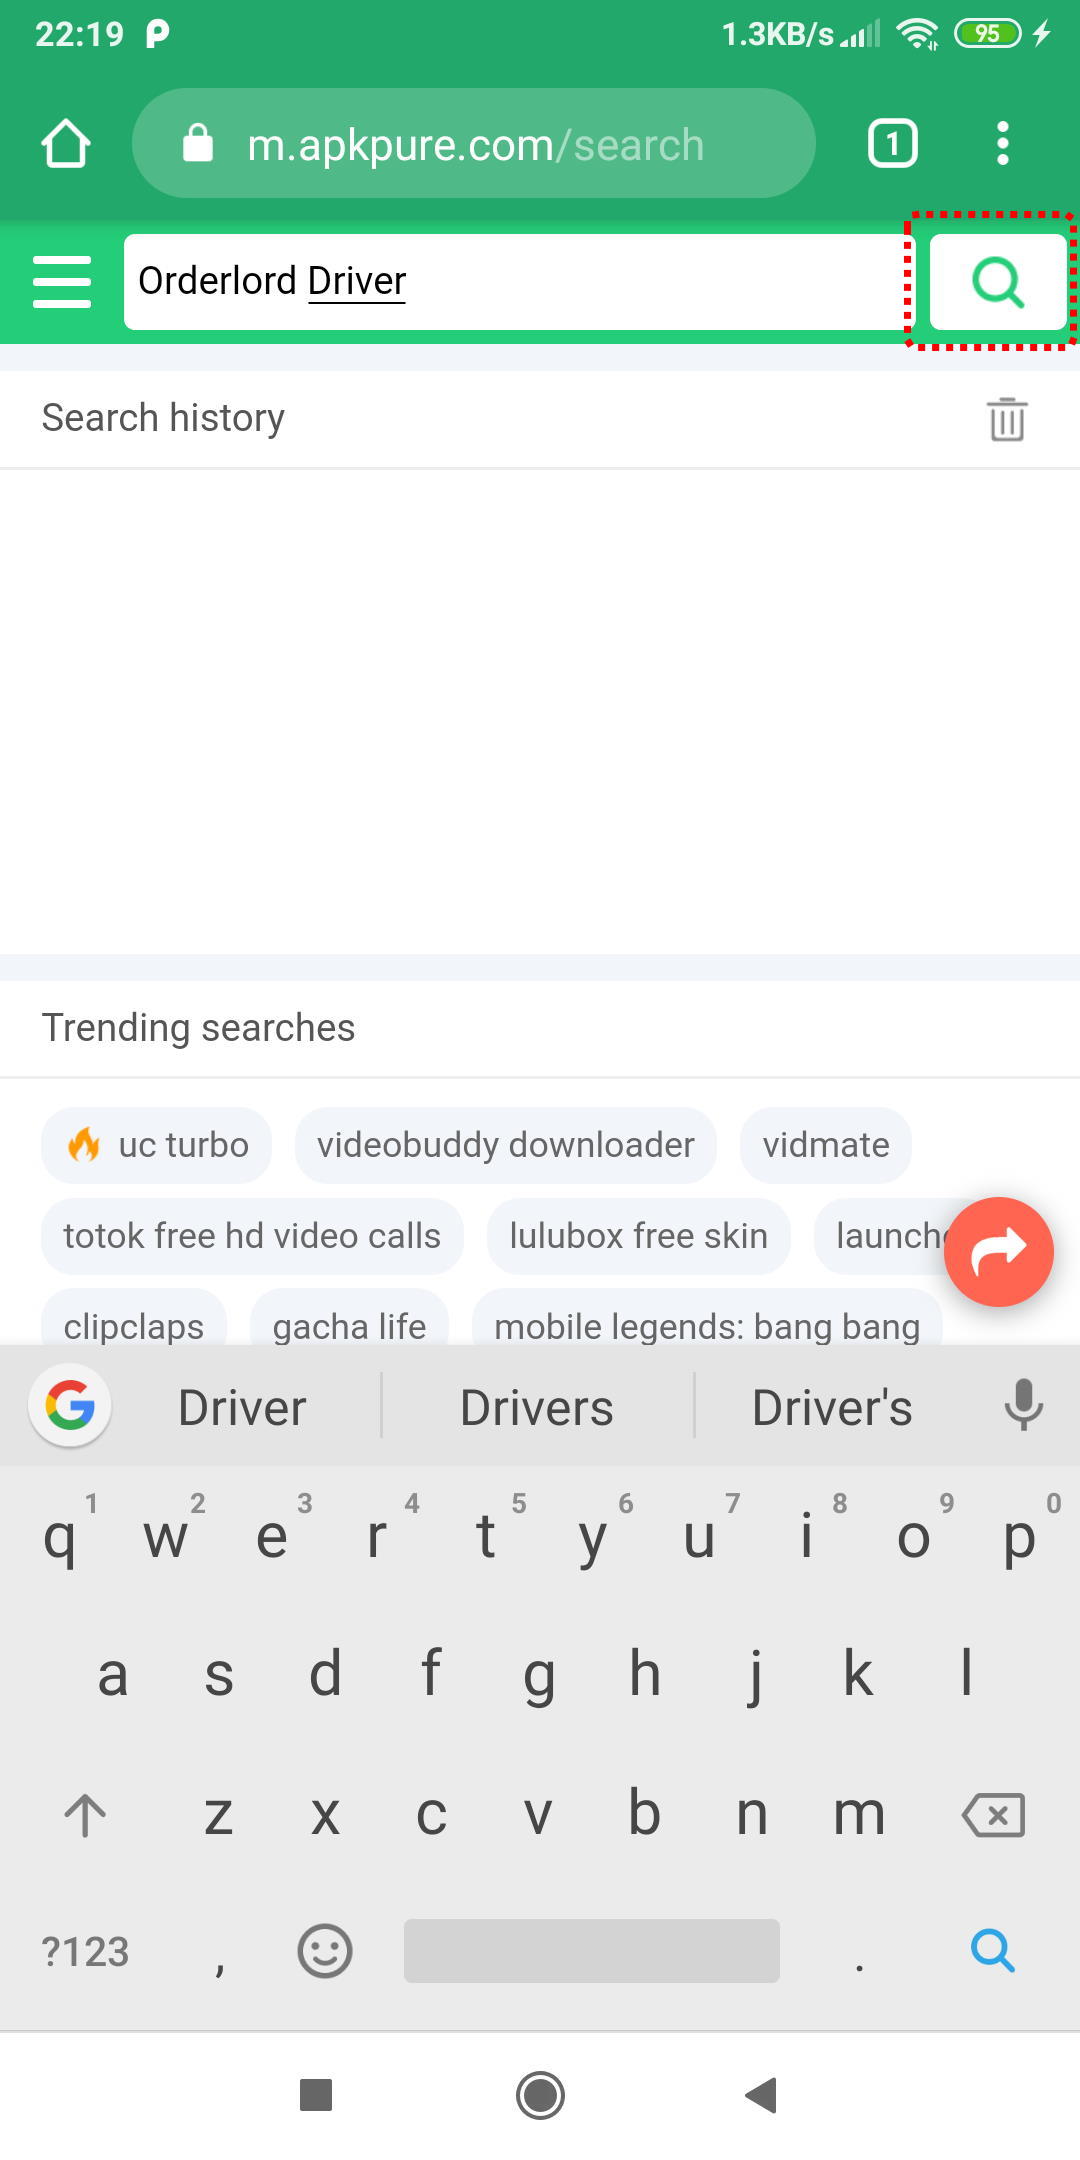 22:19 P 1.3KB/s 95
m.apkpure.com/search 1
Orderlord Driver
Search history
Trending searches
uc turbo videobuddy downloader vidmate
totok free hd video calls lulubox free skin launch
clipclaps gacha life mobile legends: bang bang
G Driver Drivers Driver's
1 2 3 4 5 6 7 8 9 0
q w e r t y u i o p
a s d f g h j k l
z x c v b n m
?123 , .